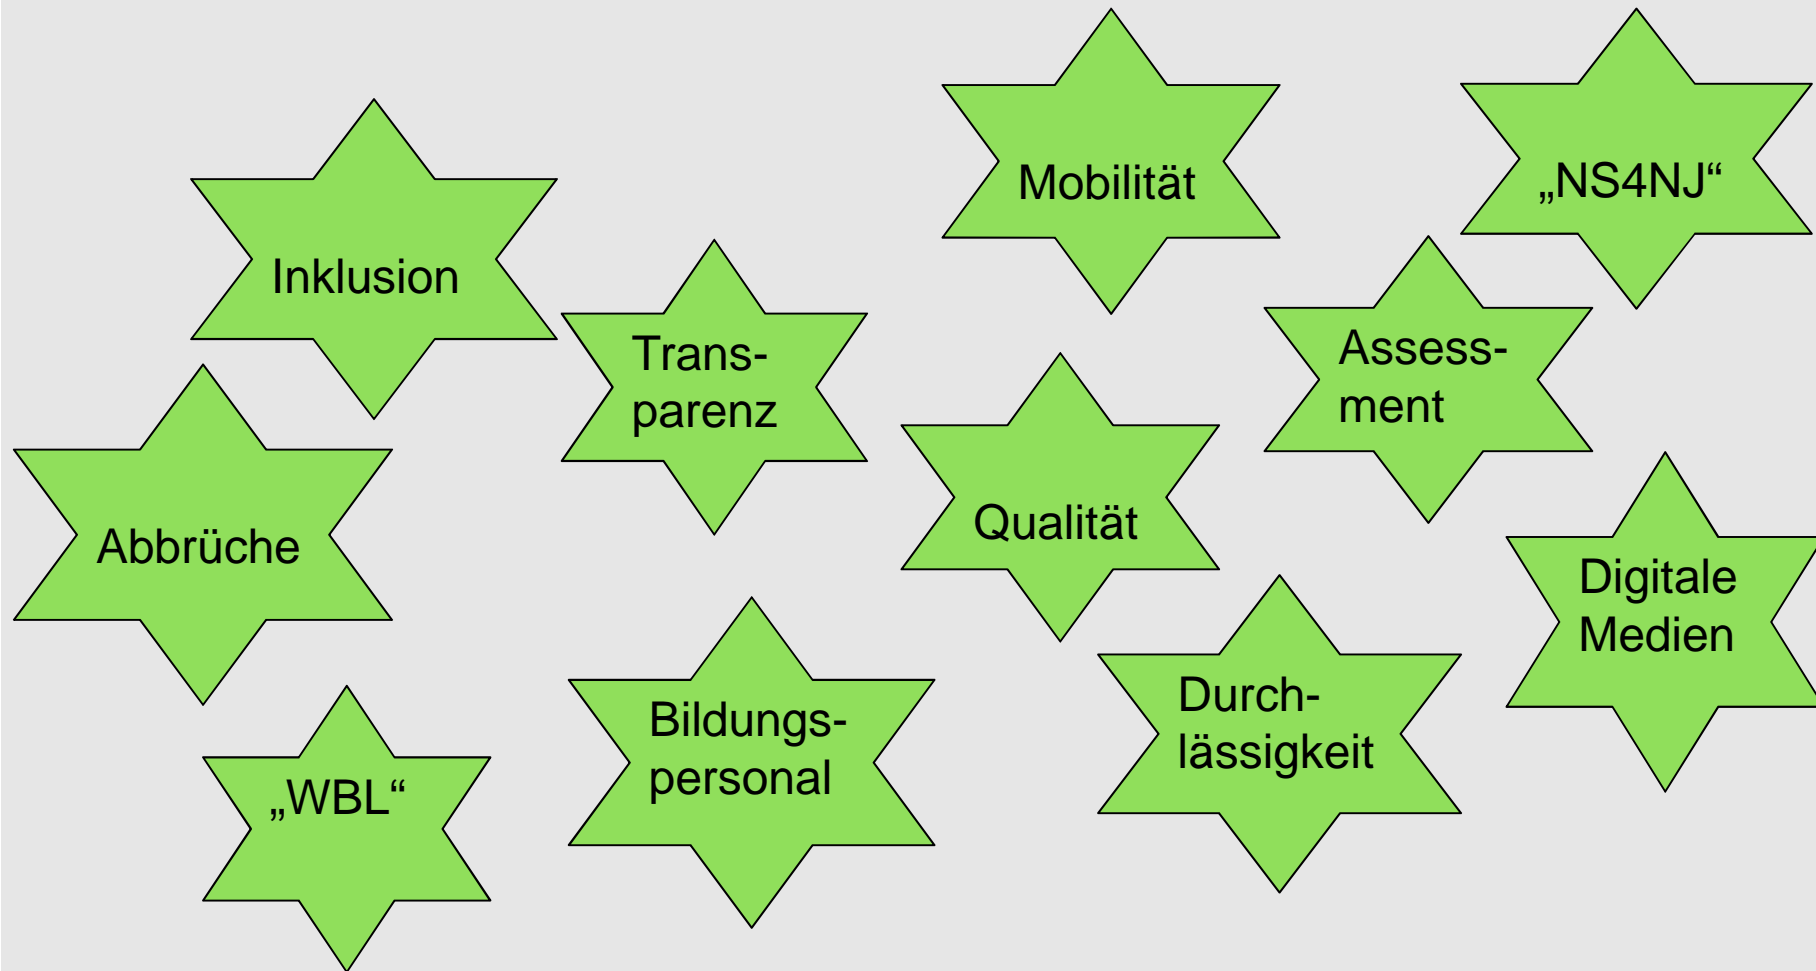 Mobilität
„NS4NJ“
Inklusion
Trans-
parenz
Assess-
ment
Abbrüche
Qualität
Digitale
Medien
Bildungs-
personal
Durch-
lässigkeit
„WBL“